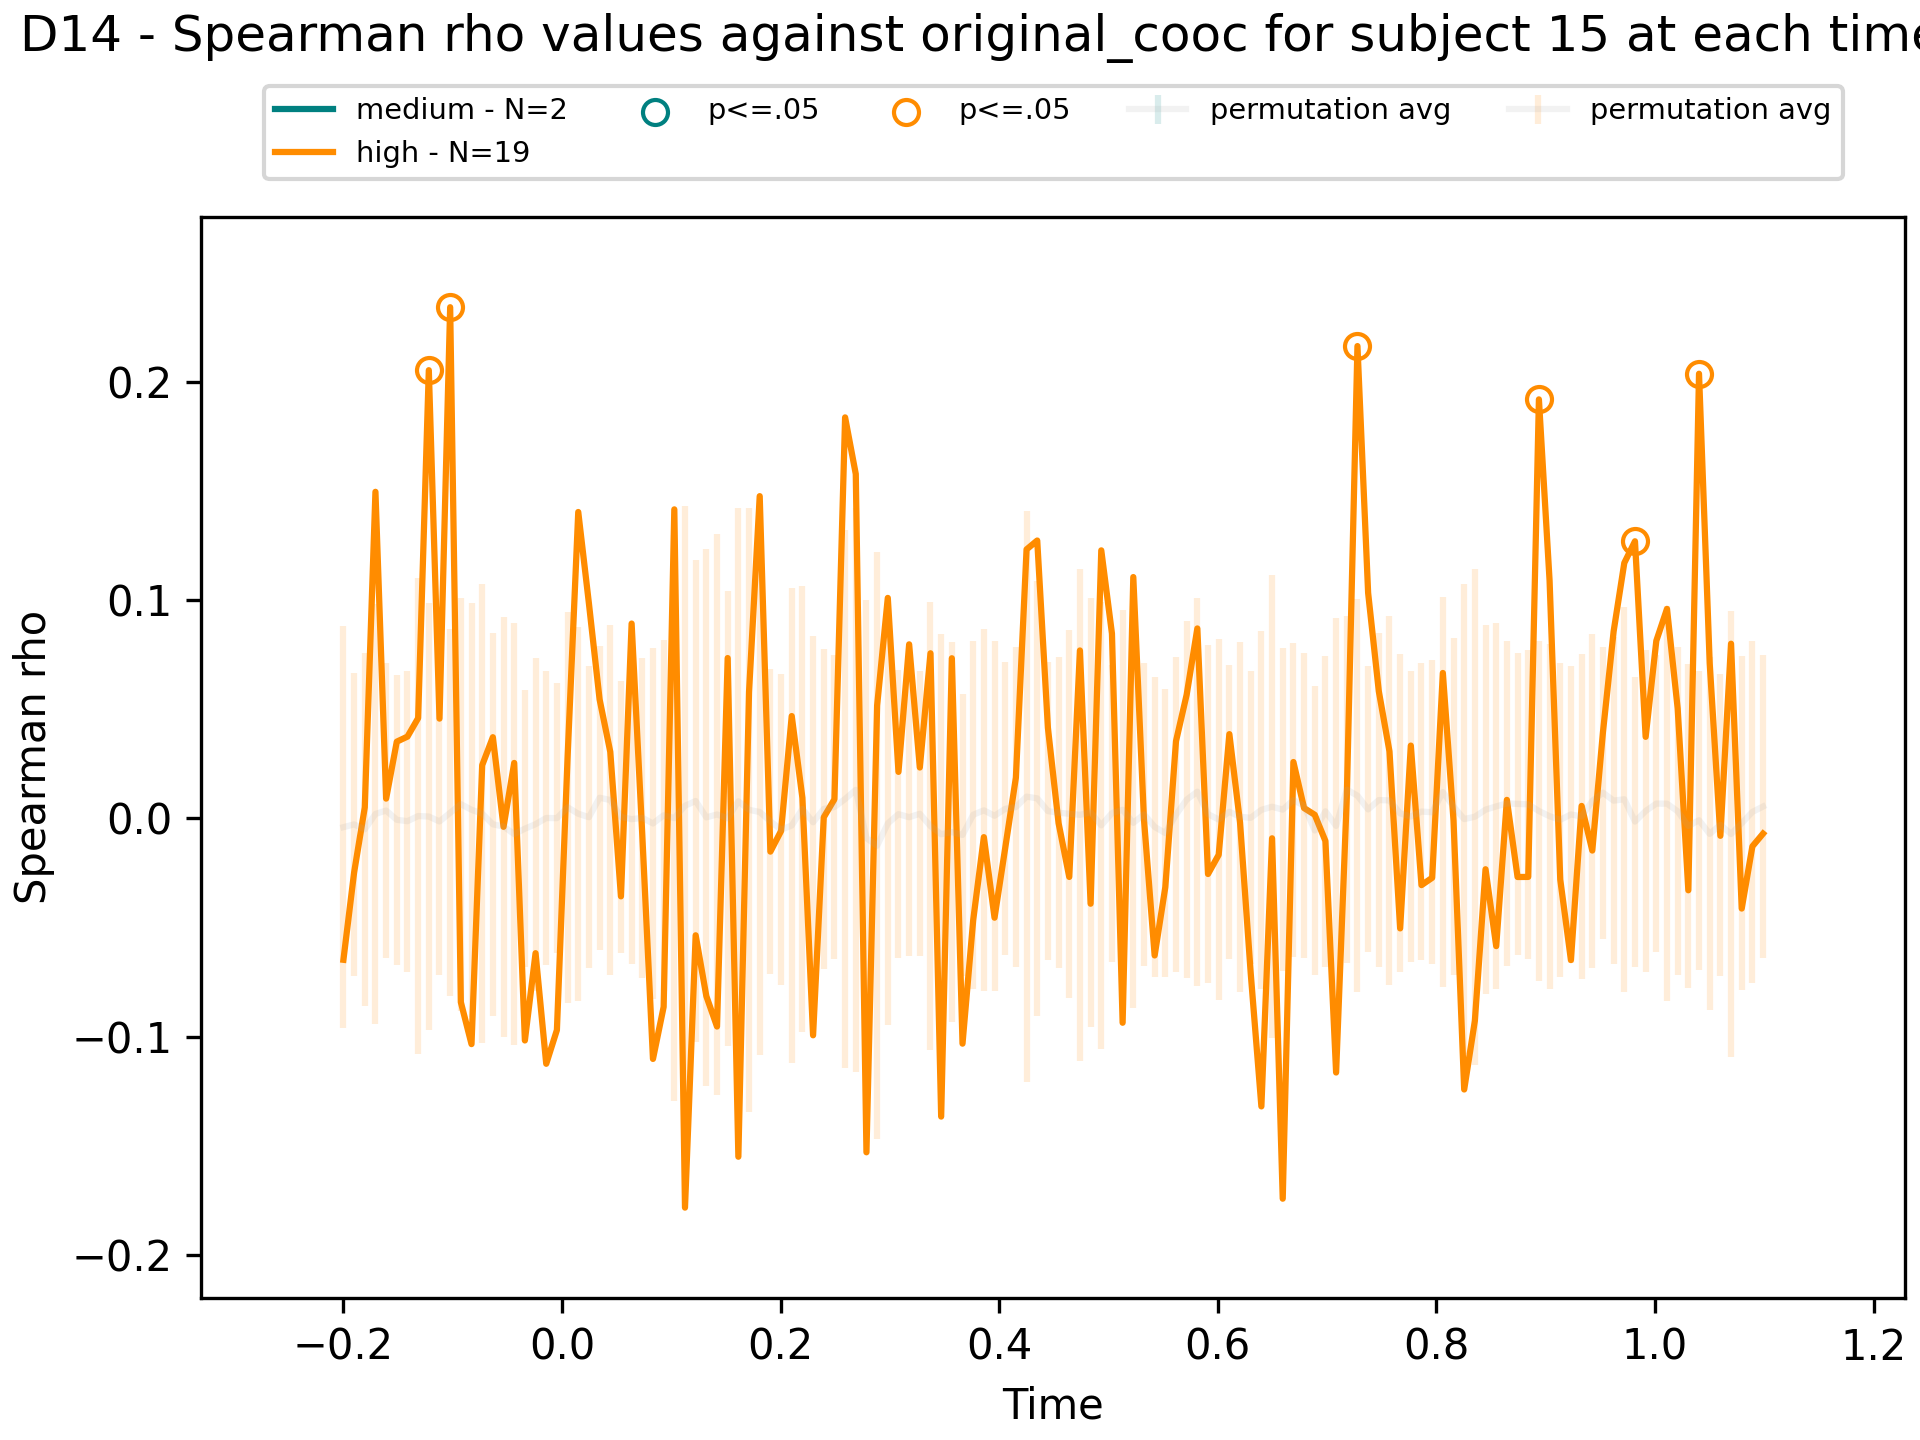 D14 - Spearman rho values against original_cooc for subject 15 at each time
medium - N=2 p<=.05 p<=.05 permutation avg permutation avg
high - N=19
Spearman rho
0.2
0.1
0.0
−0.1
−0.2
−0.2 0.0 0.2 0.4 0.6 0.8 1.0 1.2
Time